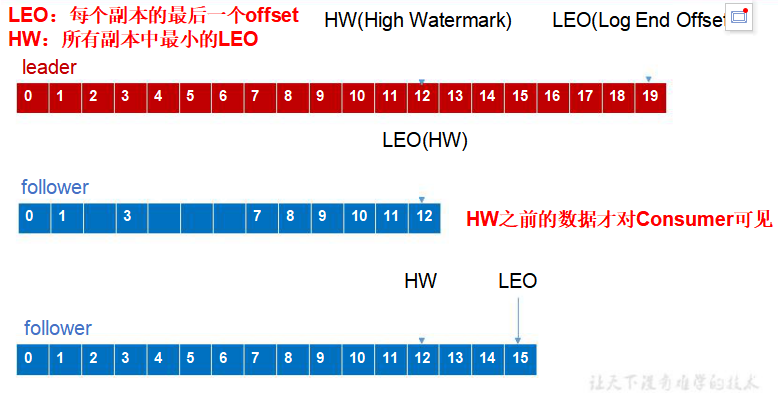 LEO：每个副本的最后一个offset
HW(High Watermark) LEO(Log End Offset
HW：所有副本中最小的LEO
leader
0 1 2 3 4 5 6 7 8 9 10 11 12 13 14 15 16 17 18 19
LEO(HW)
follower
0 1 3 7 8 9 10 11 12
HW之前的数据才对Consumer可见
HW LEO
follower
0 1 2 3 4 5 6 7 8 9 10 11 12 13 14 15
让天下没有难学的技术